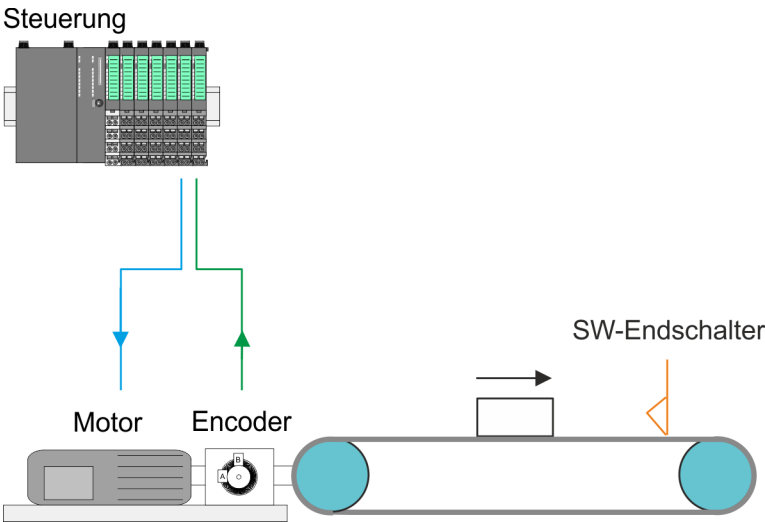 Steuerung
SW-Endschalter
Motor
Encoder
B
A